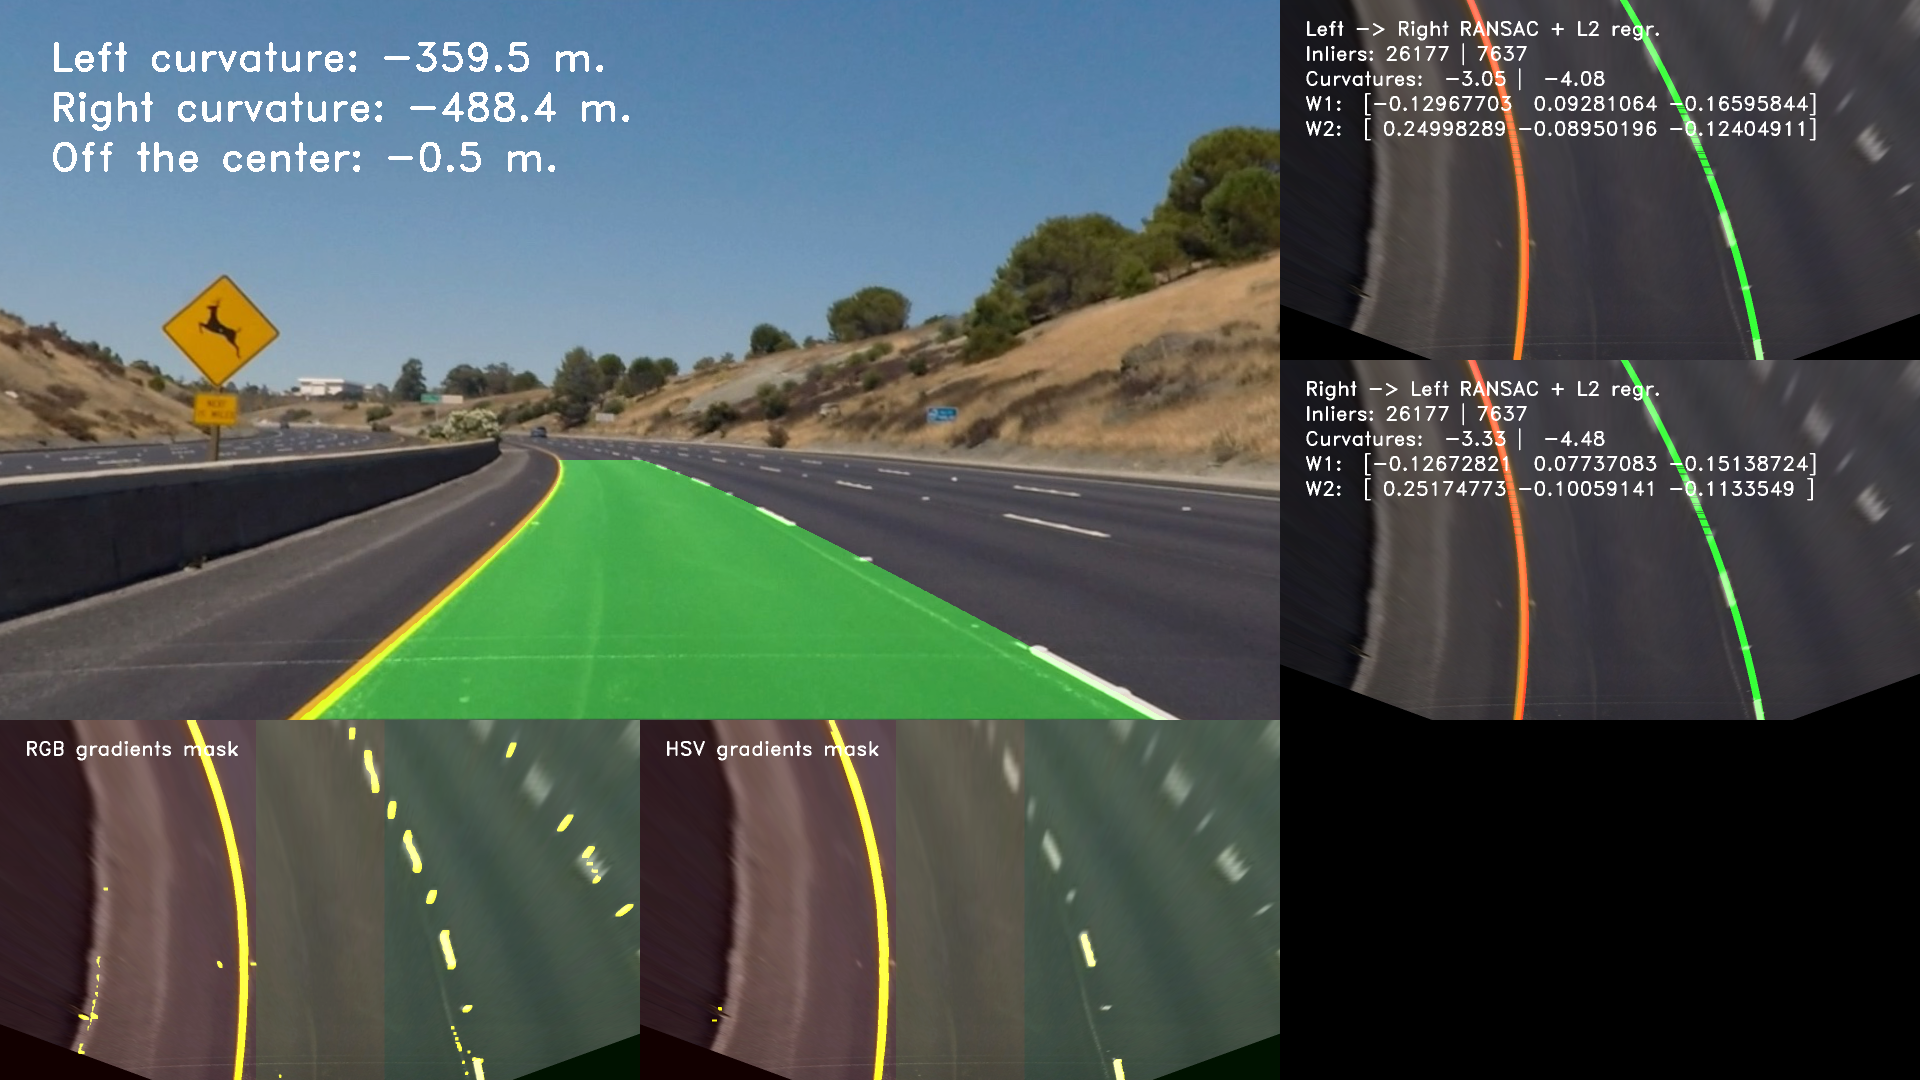 Left curvature: -359.5 m.
Right curvature: -488.4 m.
Off the center: -0.5 m.
NEXT
Left -> Right RANSAC + L2 regr.
Inliers: 26177 | 7637
Curvatures: -3.05 | -4.08
W1: [-0.12967703 0.09281064 -0.16595844]
W2: [ 0.24998289 -0.08950196 -0.12404911]
Right -> Left RANSAC + L2 regr.
Inliers: 26177 | 7637
Curvatures: -3.33 | -4.48
W1: [-0.12672821 0.07737083 -0.15138724]
W2: [ 0.25174773 -0.10059141 -0.1133549 ]
RGB gradients mask
HSV gradients mask